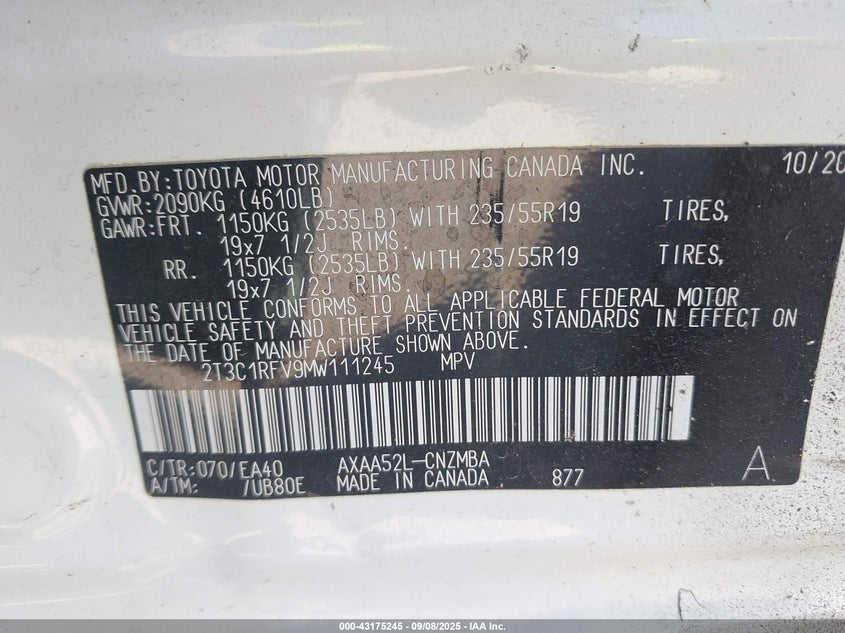 MFD.BY:TOYOTA MOTOR MANUFACTURING CANADA INC. 10/20
GVWR:2090KG (4610LB)
GAWR:FRT. 1150KG (2535LB) WITH 235/55R19 TIRES,
19x7 1/2J RIMS.
RR. 1150KG (2535LB) WITH 235/55R19 TIRES,
19x7 1/2J RIMS.
THIS VEHICLE CONFORMS TO ALL APPLICABLE FEDERAL MOTOR
VEHICLE SAFETY AND THEFT PREVENTION STANDARDS IN EFFECT ON
THE DATE OF MANUFACTURE SHOWN ABOVE.
2T3C1RFV9MW111245 MPV
C/TR:070/EA40 AXAA52L-CNZMBA
A/TM: /UB80E MADE IN CANADA 877 A
000-43175245 - 09/08/2025 - IAA Inc.